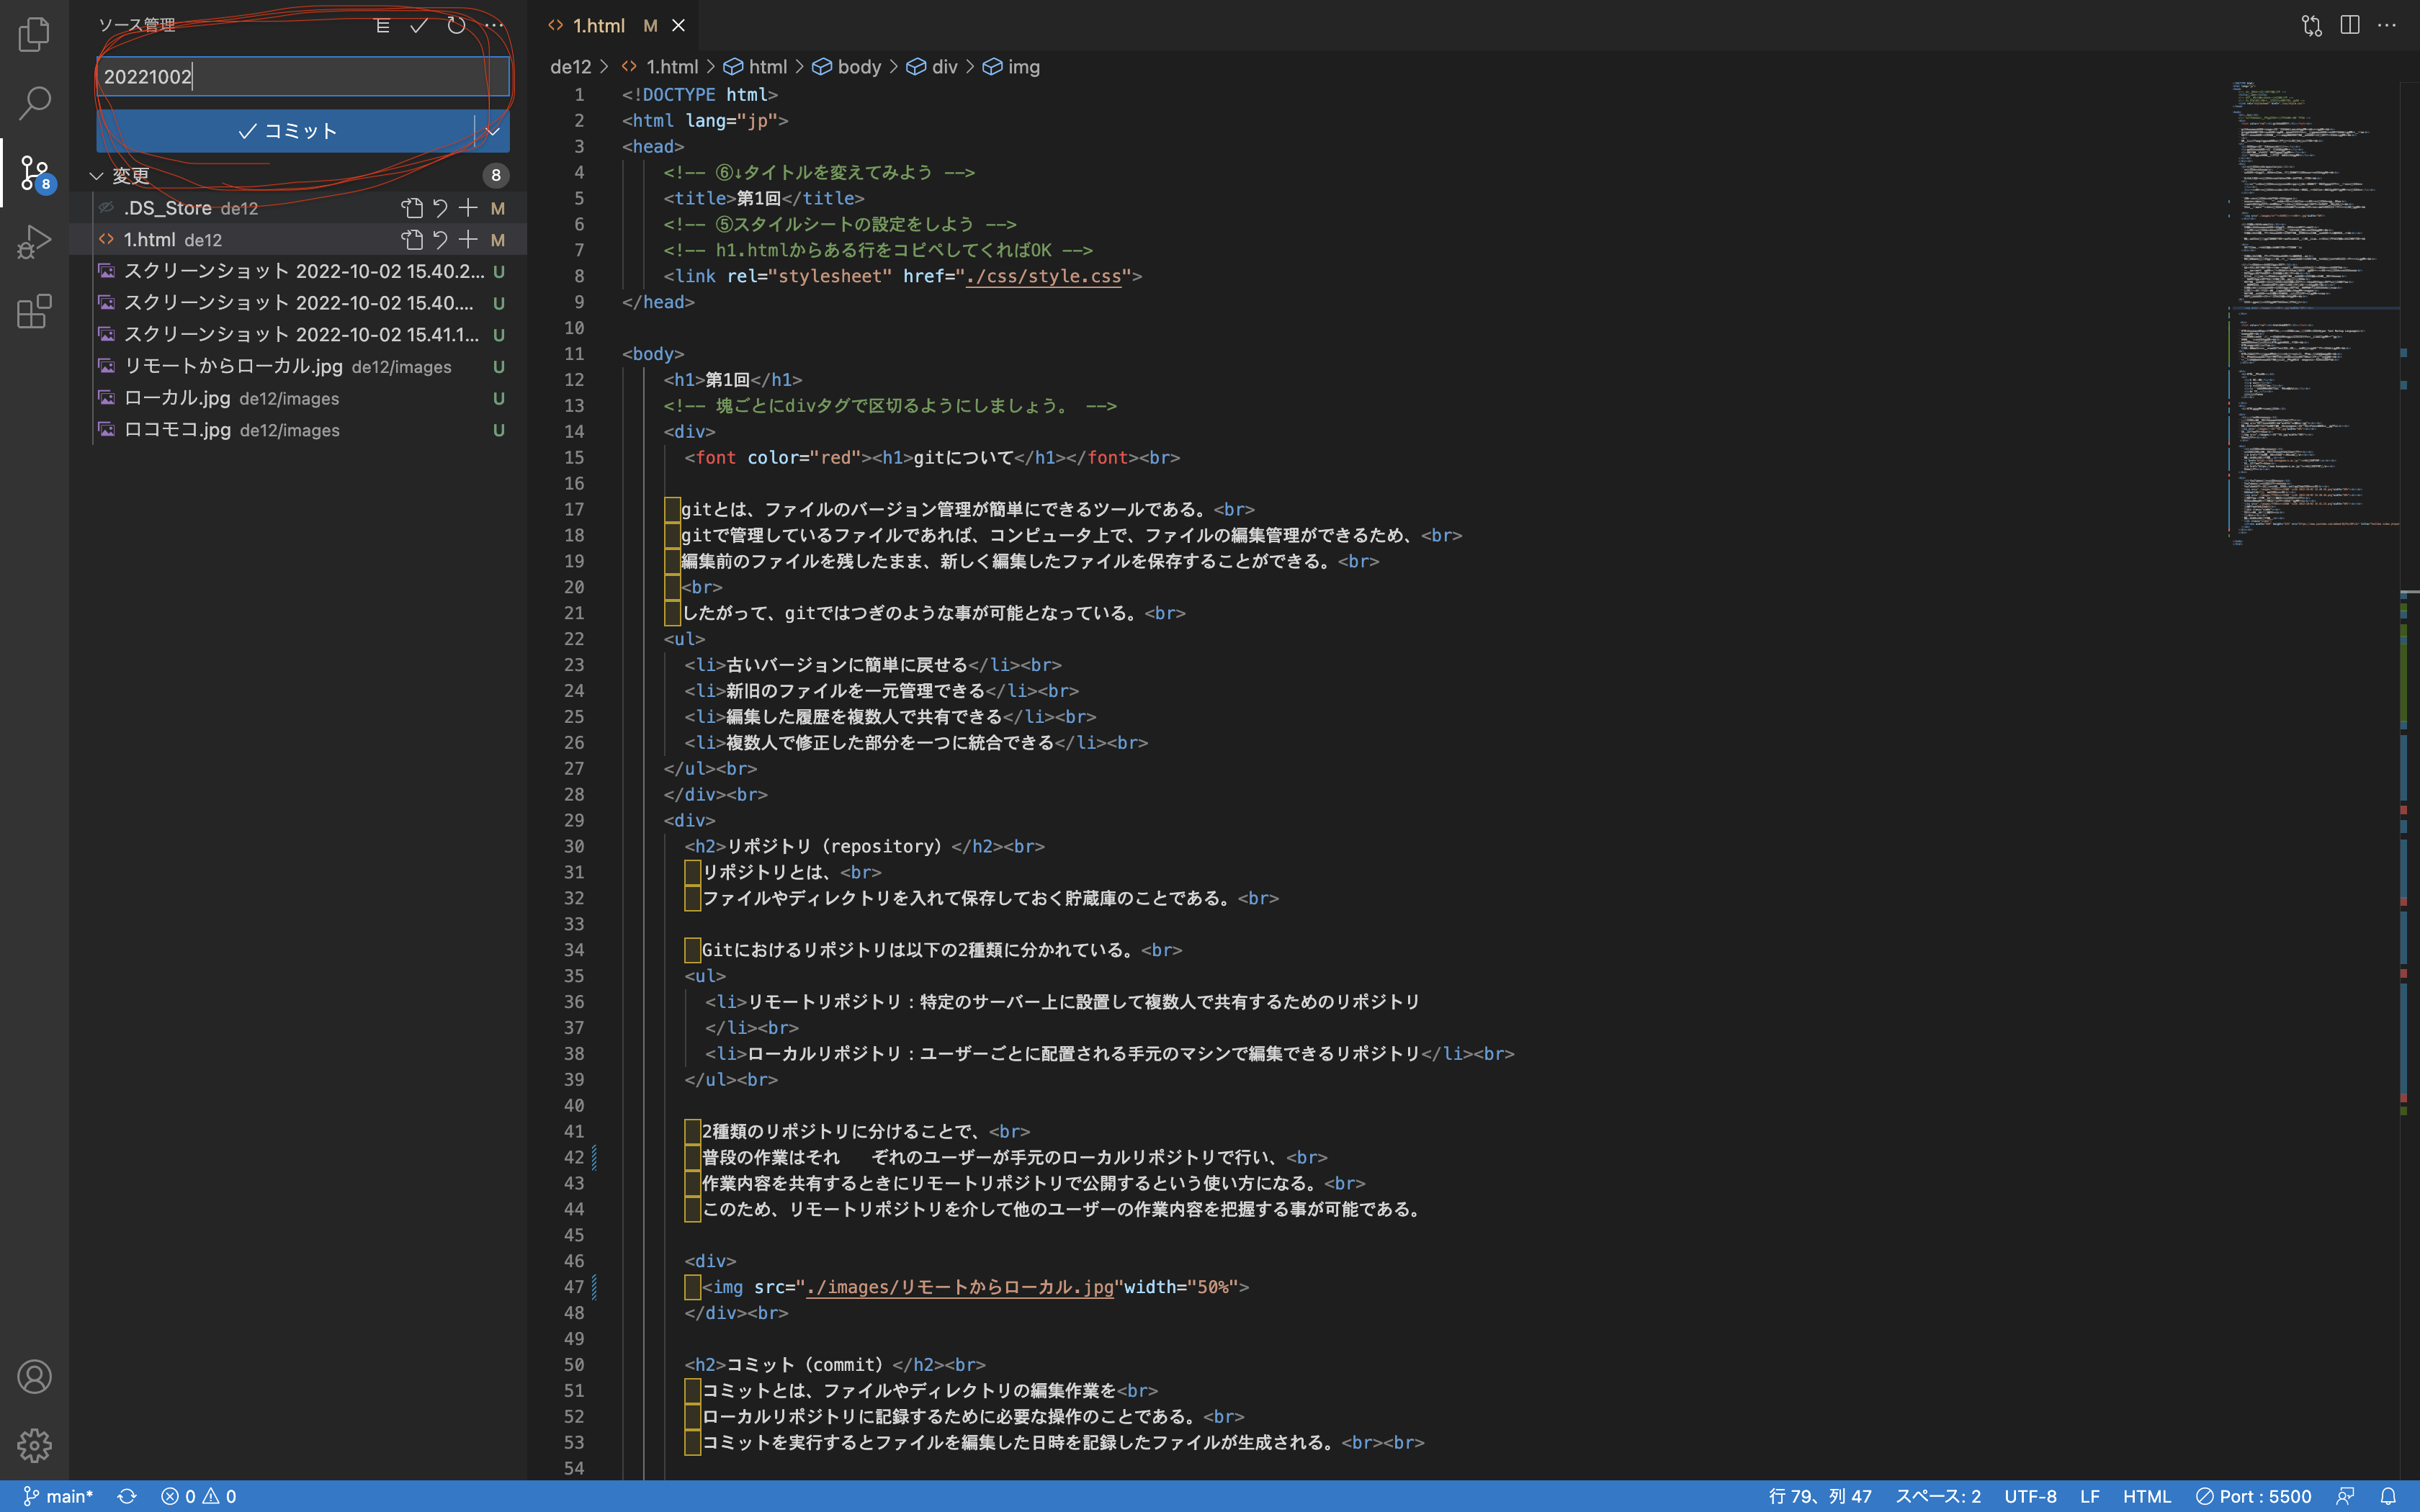 ソース管理
20221002
コミット
変更 8
.DS_Store de12 M
1.html de12 M
スクリーンショット 2022-10-02 15.40.2... U
スクリーンショット 2022-10-02 15.40.... U
スクリーンショット 2022-10-02 15.41.1... U
リモートからローカル.jpg de12/images U
ローカル.jpg de12/images U
ロコモコ.jpg de12/images U
8
1.html M
de12 > 1.html > html > body > div > img
1 <!DOCTYPE html>
2 <html lang="jp">
3 <head>
4 <!-- ⑥↓タイトルを変えてみよう -->
5 <title>第1回</title>
6 <!-- ⑤スタイルシートの設定をしよう -->
7 <!-- h1.htmlからある行をコピペしてくればOK -->
8 <link rel="stylesheet" href="./css/style.css">
9 </head>
10
11 <body>
12 <h1>第1回</h1>
13 <!-- 塊ごとにdivタグで区切るようにしましょう。 -->
14 <div>
15 <font color="red"><h1>gitについて</h1></font><br>
16
17 gitとは、ファイルのバージョン管理が簡単にできるツールである。<br>
18 gitで管理しているファイルであれば、コンピュータ上で、ファイルの編集管理ができるため、<br>
19 編集前のファイルを残したまま、新しく編集したファイルを保存することができる。<br>
20 <br>
21 したがって、gitではつぎのような事が可能となっている。<br>
22 <ul>
23 <li>古いバージョンに簡単に戻せる</li><br>
24 <li>新旧のファイルを一元管理できる</li><br>
25 <li>編集した履歴を複数人で共有できる</li><br>
26 <li>複数人で修正した部分を一つに統合できる</li><br>
27 </ul><br>
28 </div><br>
29 <div>
30 <h2>リポジトリ（repository）</h2><br>
31 リポジトリとは、<br>
32 ファイルやディレクトリを入れて保存しておく貯蔵庫のことである。<br>
33
34 Gitにおけるリポジトリは以下の2種類に分かれている。<br>
35 <ul>
36 <li>リモートリポジトリ：特定のサーバー上に設置して複数人で共有するためのリポジトリ
37 </li><br>
38 <li>ローカルリポジトリ：ユーザーごとに配置される手元のマシンで編集できるリポジトリ</li><br>
39 </ul><br>
40
41 2種類のリポジトリに分けることで、<br>
42 普段の作業はそれ　 ぞれのユーザーが手元のローカルリポジトリで行い、<br>
43 作業内容を共有するときにリモートリポジトリで公開するという使い方になる。<br>
44 このため、リモートリポジトリを介して他のユーザーの作業内容を把握する事が可能である。
45
46 <div>
47 <img src="./images/リモートからローカル.jpg"width="50%">
48 </div><br>
49
50 <h2>コミット（commit）</h2><br>
51 コミットとは、ファイルやディレクトリの編集作業を<br>
52 ローカルリポジトリに記録するために必要な操作のことである。<br>
53 コミットを実行するとファイルを編集した日時を記録したファイルが生成される。<br><br>
54
main* 0 0 行 79、列 47 スペース: 2 UTF-8 LF HTML Port : 5500